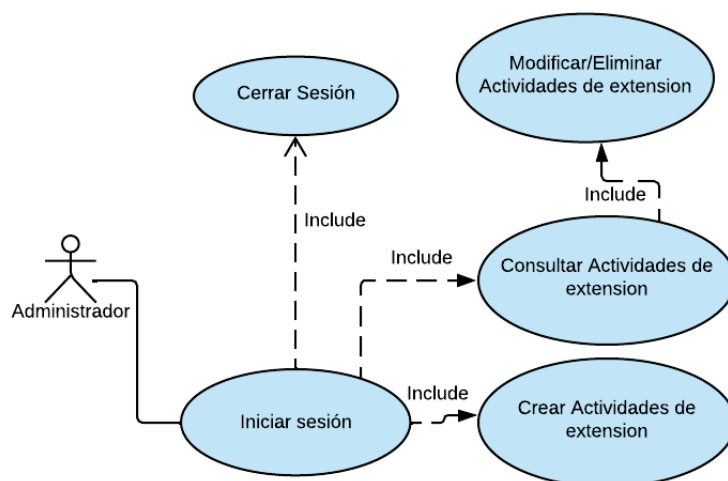 Modificar/Eliminar
Actividades de extension
Cerrar Sesión
Include
Include
Include
Consultar Actividades de
extension
Administrador
Include
Iniciar sesión
Crear Actividades de
extension